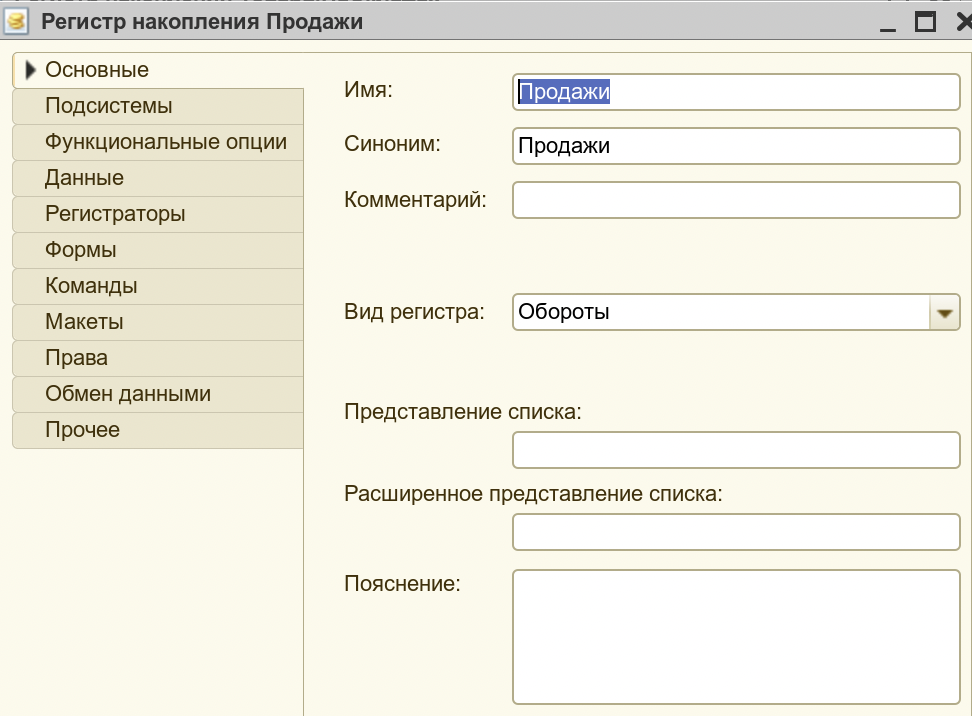 Регистр накопления Продажи
Основные
Подсистемы
Функциональные опции
Данные
Регистраторы
Формы
Команды
Макеты
Права
Обмен данными
Прочее
Имя: Продажи
Синоним: Продажи
Комментарий:
Вид регистра: Обороты
Представление списка:
Расширенное представление списка:
Пояснение: